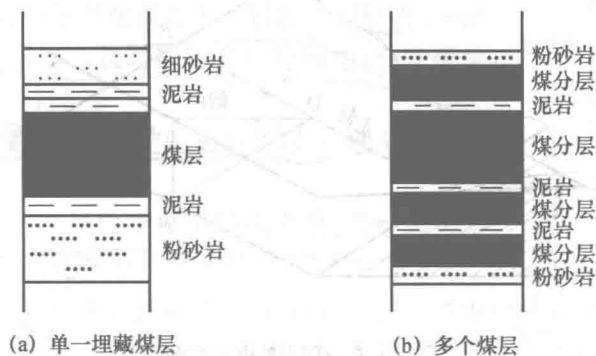 细砂岩
泥岩
煤层
泥岩
粉砂岩
(a) 单一埋藏煤层
粉砂岩
煤分层
泥岩
煤分层
泥岩
煤分层
泥岩
煤分层
粉砂岩
(b) 多个煤层